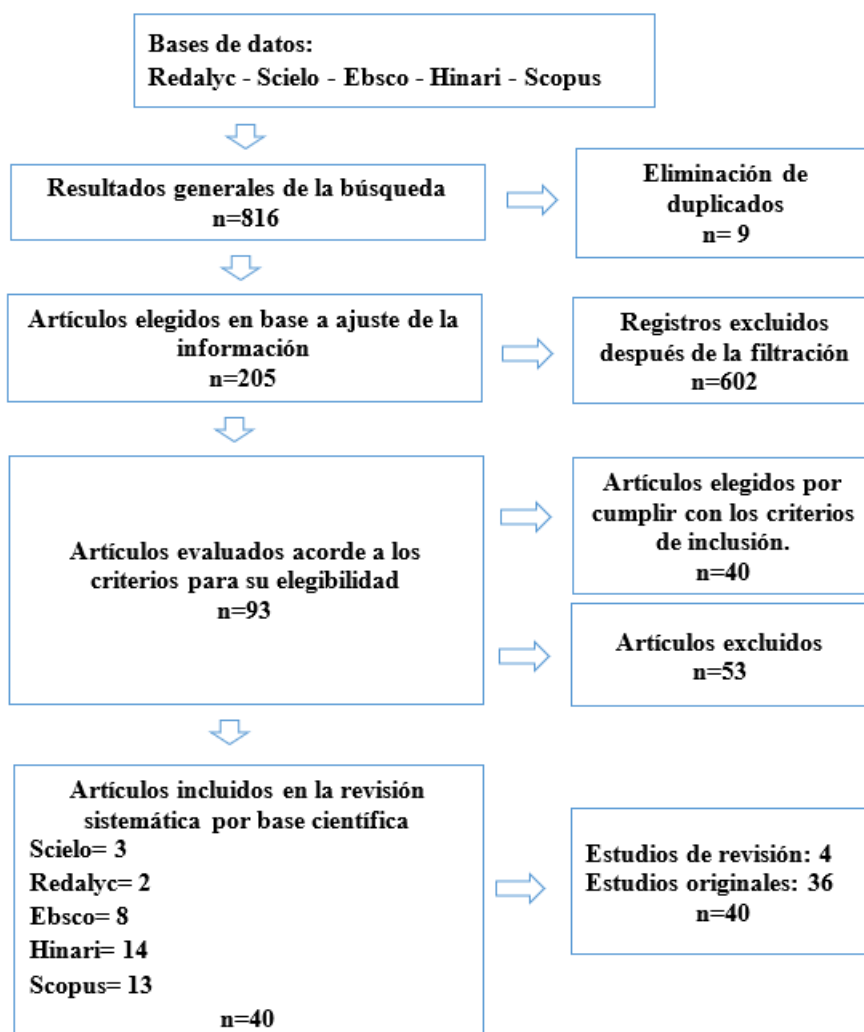 Bases de datos:
Redalyc - Scielo - Ebsco - Hinari - Scopus
Resultados generales de la búsqueda
n=816
Eliminación de
duplicados
n= 9
Artículos elegidos en base a ajuste de la
información
n=205
Registros excluidos
después de la filtración
n=602
Artículos evaluados acorde a los
criterios para su elegibilidad
n=93
Artículos elegidos por
cumplir con los criterios
de inclusión.
n=40
Artículos excluidos
n=53
Artículos incluidos en la revisión
sistemática por base científica
Scielo= 3
Redalyc= 2
Ebsco= 8
Hinari= 14
Scopus= 13
n=40
Estudios de revisión: 4
Estudios originales: 36
n=40